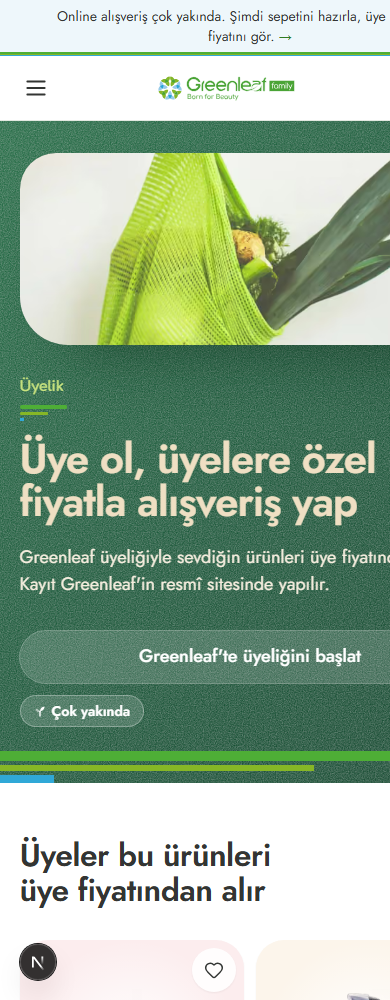 Online alışveriş çok yakında. Şimdi sepetini hazırla, üye
fiyatını gör. →
Greenleaf family
Born for Beauty
Üyelik
Üye ol, üyelere özel
fiyatla alışveriş yap
Greenleaf üyeliğiyle sevdiğin ürünleri üye
Kayıt Greenleaf'in resmî sitesinde yapılır.
Greenleaf'te üyeliğini başlat
Çok yakında
Üyeler bu ürünleri
üye fiyatından alır
N